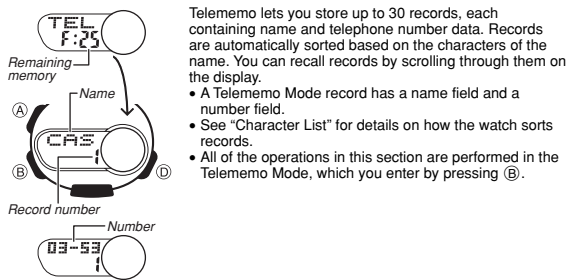 TEL
F:25
Remaining
memory
Name
A
CAS
1
B
D
Record number
Number
03-53
1
Telememo lets you store up to 30 records, each
containing name and telephone number data. Records
are automatically sorted based on the characters of the
name. You can recall records by scrolling through them on
the display.
• A Telememo Mode record has a name field and a
number field.
• See “Character List” for details on how the watch sorts
records.
• All of the operations in this section are performed in the
Telememo Mode, which you enter by pressing Ⓑ.